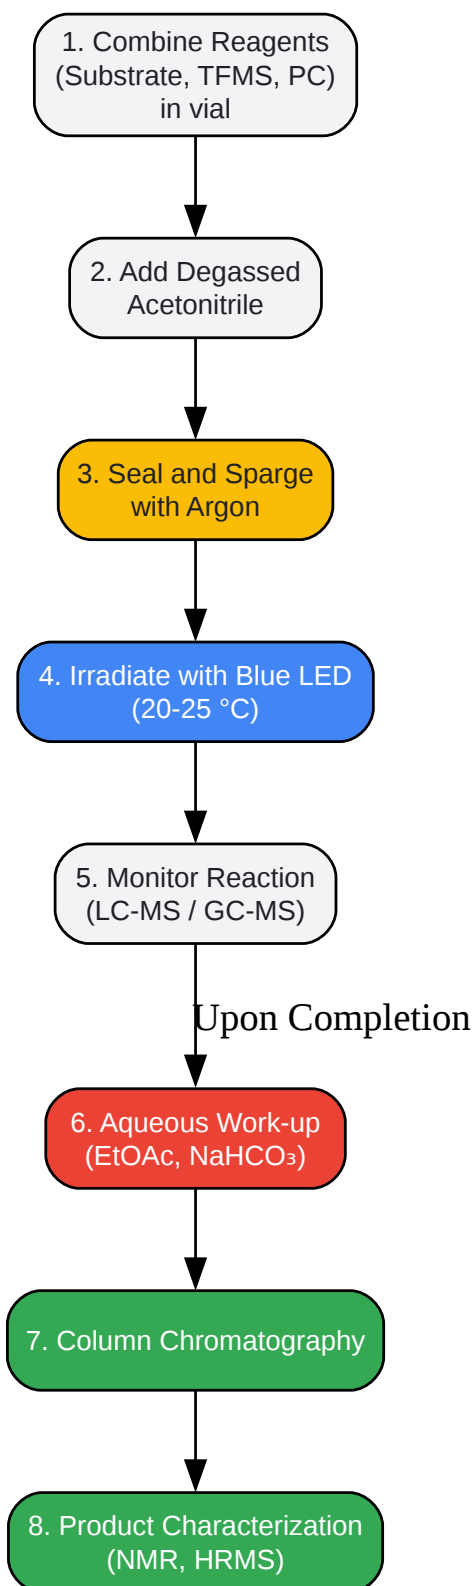 1. Combine Reagents
(Substrate, TFMS, PC)
in vial
2. Add Degassed
Acetonitrile
3. Seal and Sparge
with Argon
4. Irradiate with Blue LED
(20-25 °C)
5. Monitor Reaction
(LC-MS / GC-MS)
Upon Completion
6. Aqueous Work-up
(EtOAc, NaHCO₃)
7. Column Chromatography
8. Product Characterization
(NMR, HRMS)